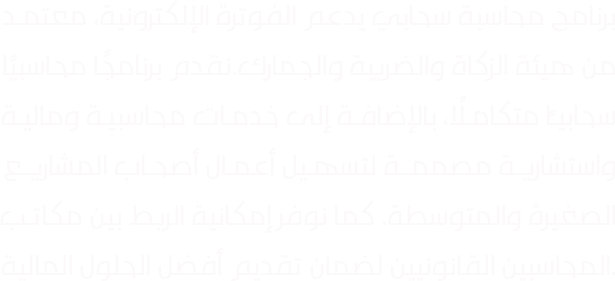 برنامج محاسبة سحابي يدعم الفوترة الإلكترونية، معتمد
من هيئة الزكاة والضريبة والجمارك.نقدم برنامجًا محاسبيًا
سحابيًا متكاملًا، بالإضافة إلى خدمات محاسبية ومالية
واستشارية مصممة لتسهيل أعمال أصحاب المشاريع
الصغيرة والمتوسطة. كما نوفر إمكانية الربط بين مكاتب
المحاسبين القانونيين لضمان تقديم أفضل الحلول المالية.